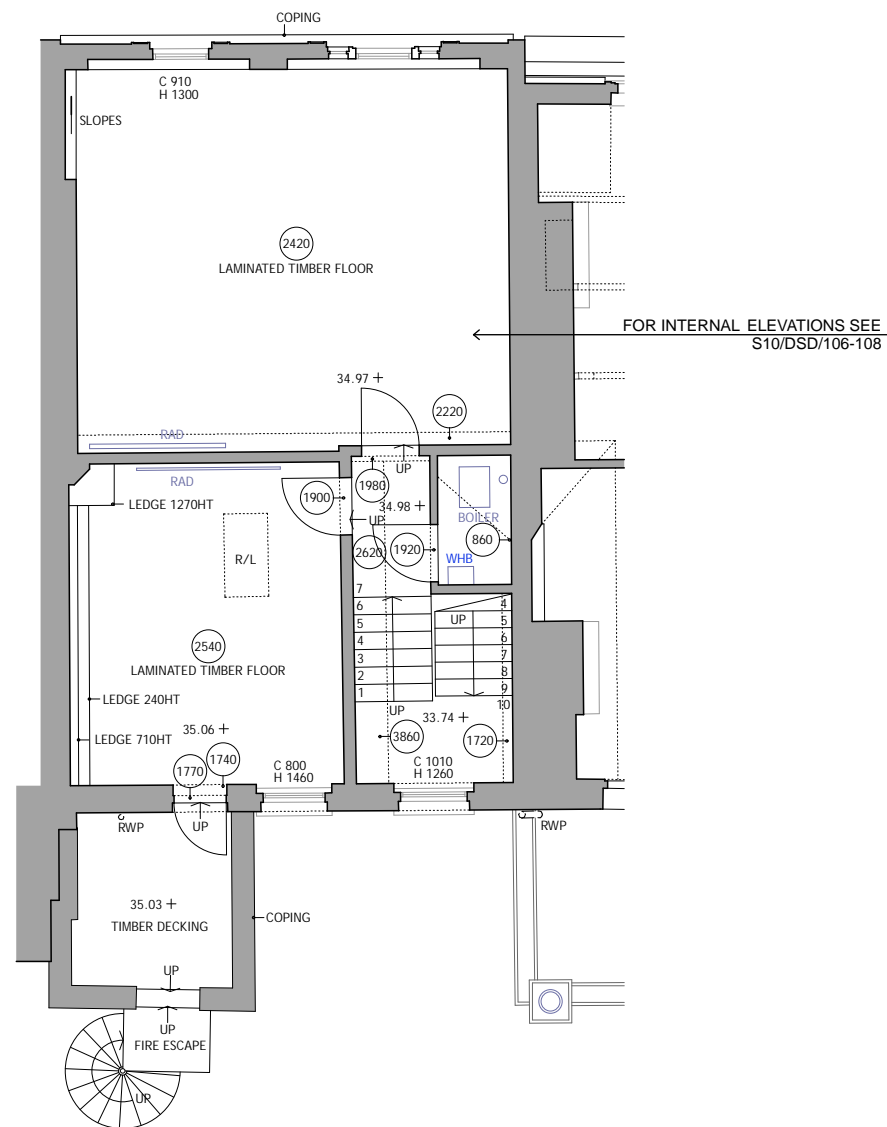 COPING
C 910
H 1300
SLOPES
2420
LAMINATED TIMBER FLOOR
FOR INTERNAL ELEVATIONS SEE
S10/DSD/106-108
34.97
2220
RAD
UP
RAD
1980
LEDGE 1270HT
1900
34.98
BOILER
UP
R/L
2620
1920
860
WHB
7
6
5
4
3
2
1
UP
4
5
6
7
8
9
10
2540
LAMINATED TIMBER FLOOR
LEDGE 240HT
UP
33.74
35.06
LEDGE 710HT
3860
1720
1740
1770
C 800
H 1460
C 1010
H 1260
RWP
UP
RWP
35.03
TIMBER DECKING
COPING
UP
UP
FIRE ESCAPE
UP